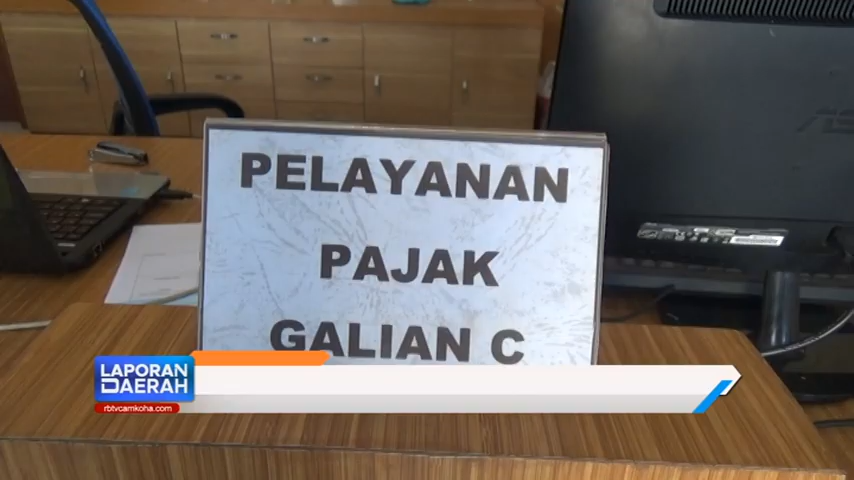 PELAYANAN
PAJAK
GALIAN C
LAPORAN
DAERAH
rbtvcamkoha.com